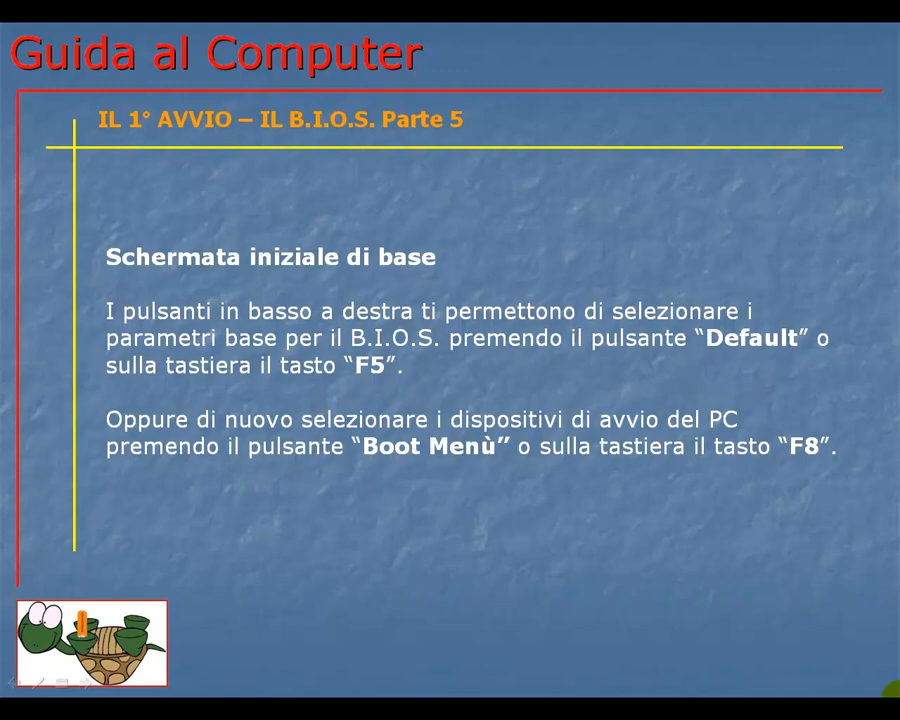 Guida al Computer
IL 1° AVVIO – IL B.I.O.S. Parte 5
Schermata iniziale di base
I pulsanti in basso a destra ti permettono di selezionare i
parametri base per il B.I.O.S. premendo il pulsante “Default” o
sulla tastiera il tasto “F5”.
Oppure di nuovo selezionare i dispositivi di avvio del PC
premendo il pulsante “Boot Menù” o sulla tastiera il tasto “F8”.